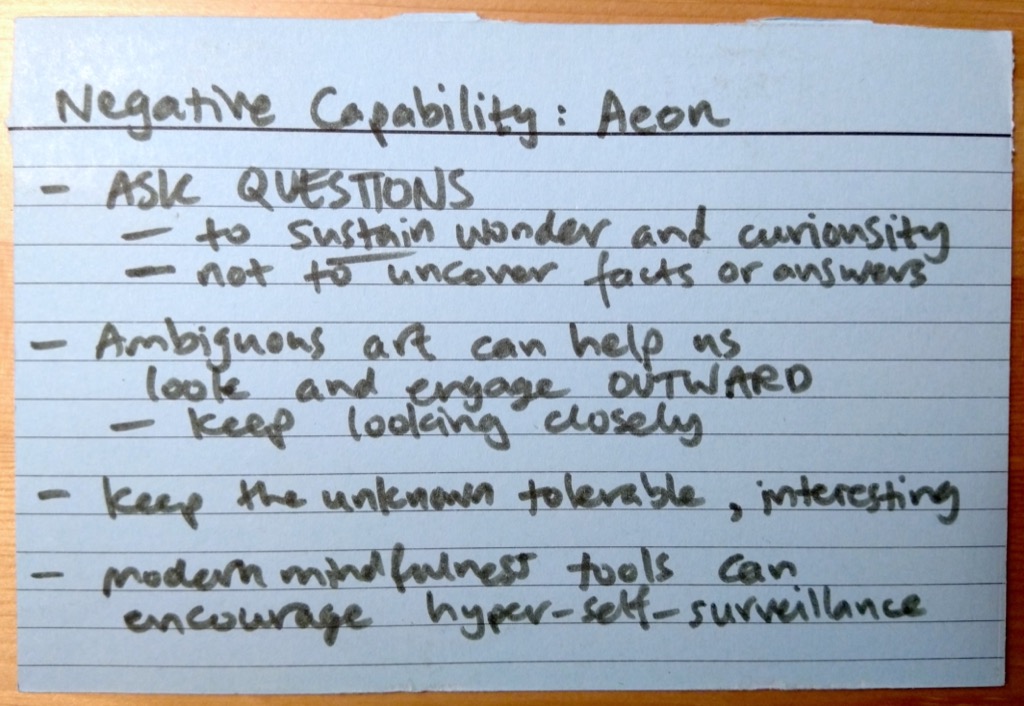 Negative Capability: Aeon
- ASK QUESTIONS
- to sustain wonder and curiousity
- not to uncover facts or answers
- Ambiguous art can help us
look and engage OUTWARD
- keep looking closely
- keep the unknown tolerable, interesting
- modern mindfulness tools can
encourage hyper-self-surveillance